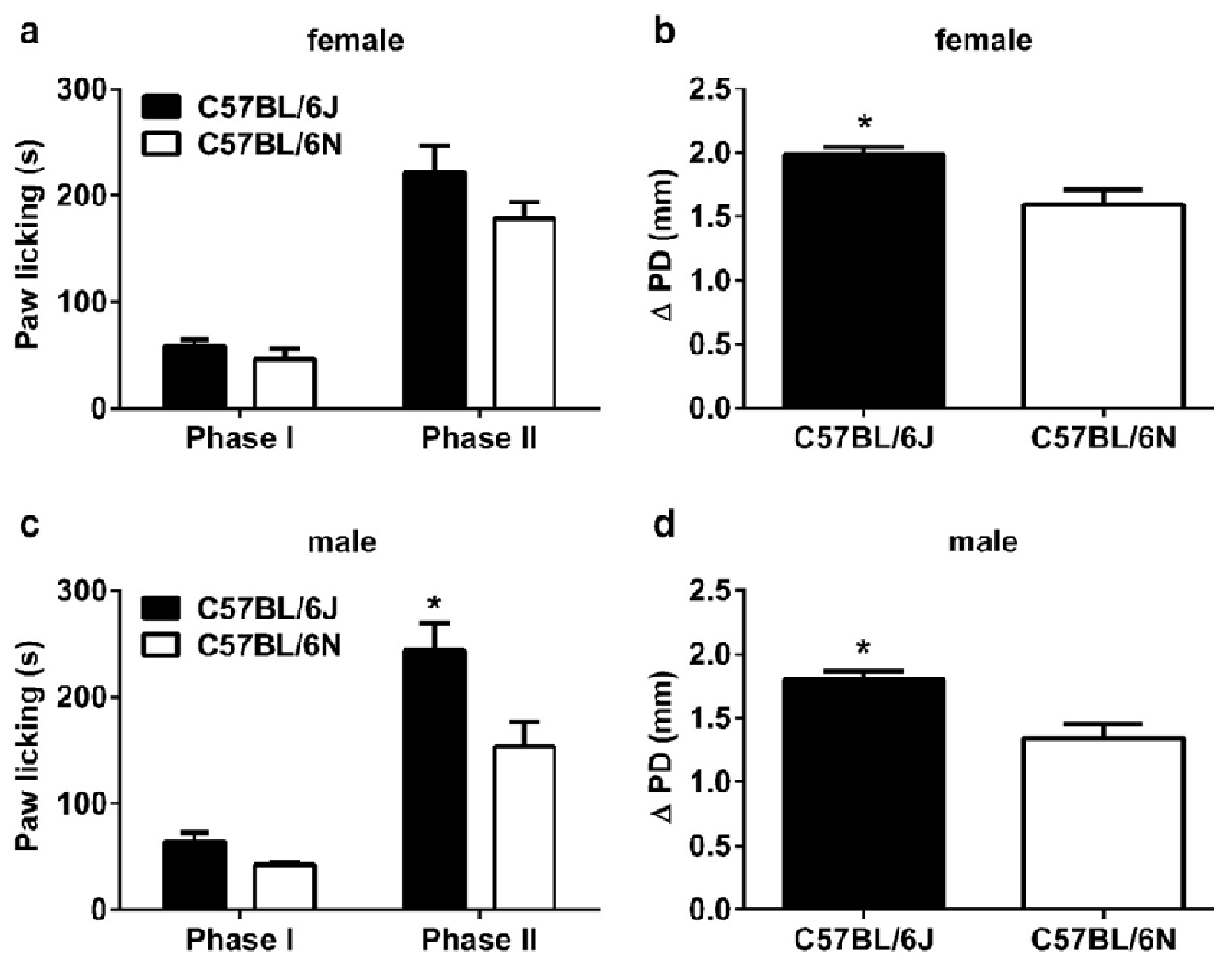 a
female
Paw licking (s)
300
200
100
0
C57BL/6J
C57BL/6N
Phase I
Phase II
b
female
Δ PD (mm)
2.5
2.0
1.5
1.0
0.5
0.0
*
C57BL/6J
C57BL/6N
c
male
Paw licking (s)
300
200
100
0
C57BL/6J
C57BL/6N
*
Phase I
Phase II
d
male
Δ PD (mm)
2.5
2.0
1.5
1.0
0.5
0.0
*
C57BL/6J
C57BL/6N